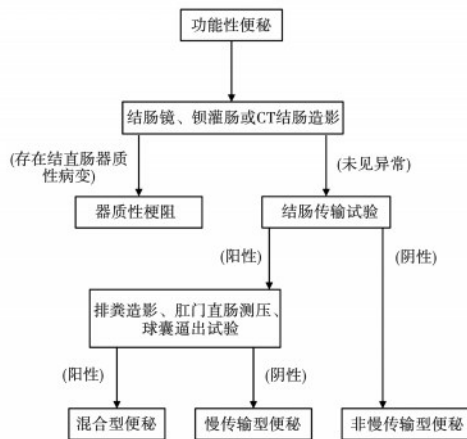 功能性便秘
结肠镜、钡灌肠或CT结肠造影
(存在结直肠器质
性病变)
(未见异常)
器质性梗阻
结肠传输试验
(阳性)
(阴性)
排粪造影、肛门直肠测压、
球囊逼出试验
(阳性)
(阴性)
混合型便秘
慢传输型便秘
非慢传输型便秘